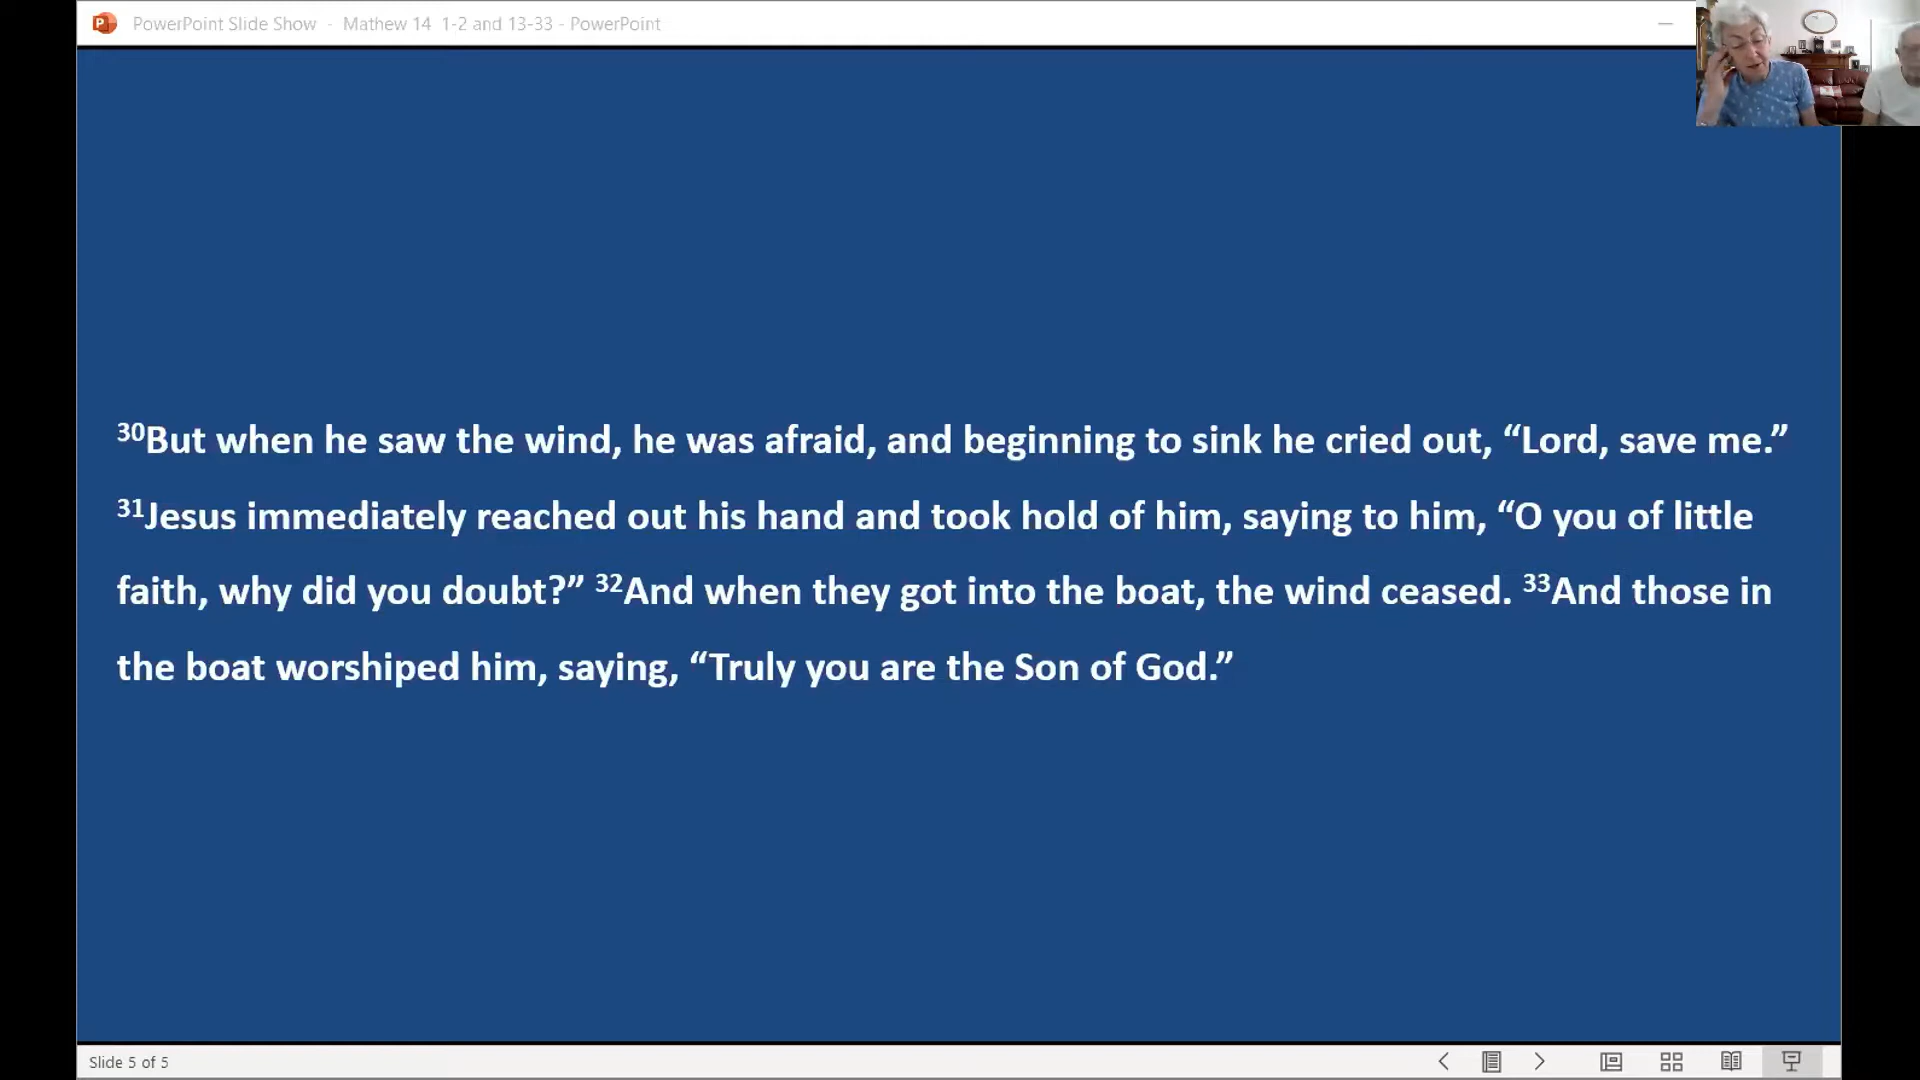 P PowerPoint Slide Show - Mathew 14 1-2 and 13-33 - PowerPoint
30But when he saw the wind, he was afraid, and beginning to sink he cried out, “Lord, save me.”
31Jesus immediately reached out his hand and took hold of him, saying to him, “O you of little
faith, why did you doubt?” 32And when they got into the boat, the wind ceased. 33And those in
the boat worshiped him, saying, “Truly you are the Son of God.”
Slide 5 of 5